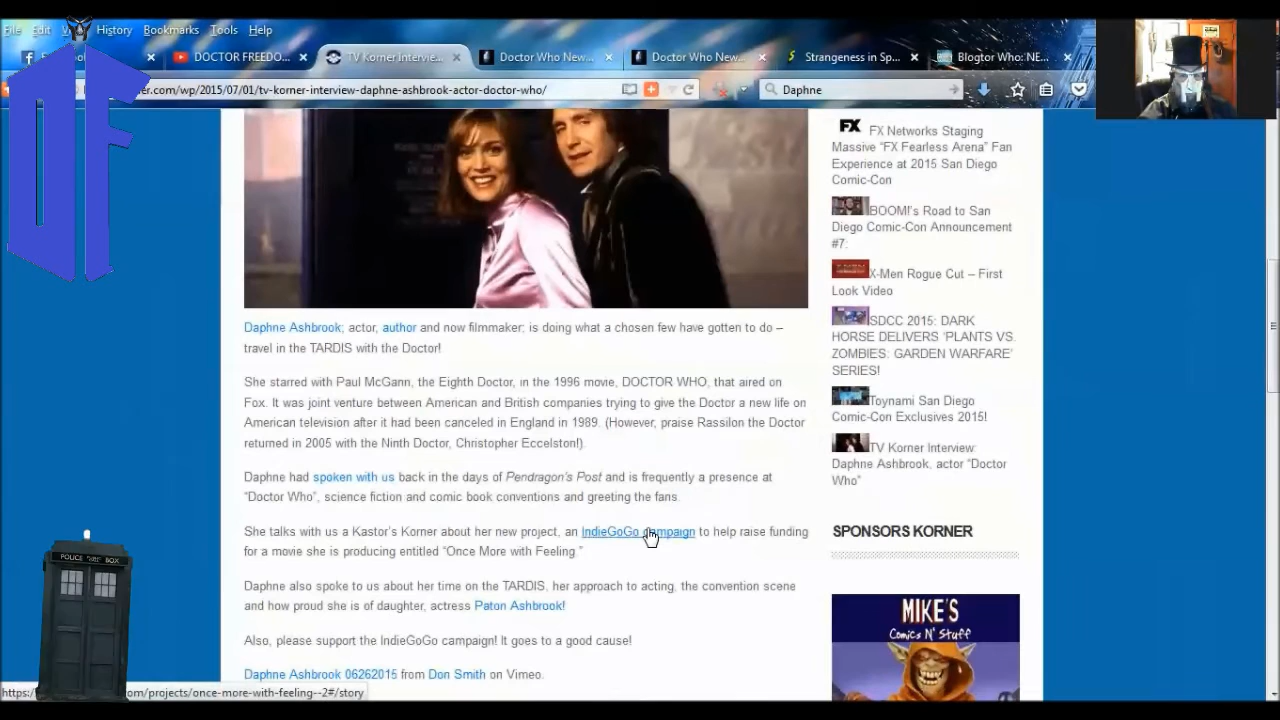 File Edit History Bookmarks Tools Help
DOCTOR FREEDO... TV Korner Intervie... Doctor Who New... Doctor Who New... Strangeness in Sp... Blogtor Who: NE...
er.com/wp/2015/07/01/tv-korner-interview-daphne-ashbrook-actor-doctor-who/ Daphne
DF
Daphne Ashbrook; actor, author and now filmmaker; is doing what a chosen few have gotten to do –
travel in the TARDIS with the Doctor!
She starred with Paul McGann, the Eighth Doctor, in the 1996 movie, DOCTOR WHO, that aired on
Fox. It was joint venture between American and British companies trying to give the Doctor a new life on
American television after it had been canceled in England in 1989. (However, praise Rassilon the Doctor
returned in 2005 with the Ninth Doctor, Christopher Eccelston!).
Daphne had spoken with us back in the days of Pendragon's Post and is frequently a presence at
"Doctor Who", science fiction and comic book conventions and greeting the fans.
She talks with us a Kastor's Korner about her new project, an IndieGoGo campaign to help raise funding
for a movie she is producing entitled "Once More with Feeling."
Daphne also spoke to us about her time on the TARDIS, her approach to acting, the convention scene
and how proud she is of daughter, actress Paton Ashbrook!
Also, please support the IndieGoGo campaign! It goes to a good cause!
Daphne Ashbrook 06262015 from Don Smith on Vimeo.
FX FX Networks Staging
Massive "FX Fearless Arena" Fan
Experience at 2015 San Diego
Comic-Con
BOOM!'s Road to San
Diego Comic-Con Announcement
#7:
X-Men Rogue Cut – First
Look Video
SDCC 2015: DARK
HORSE DELIVERS 'PLANTS VS.
ZOMBIES: GARDEN WARFARE'
SERIES!
Toynami San Diego
Comic-Con Exclusives 2015!
TV Korner Interview:
Daphne Ashbrook, actor "Doctor
Who"
SPONSORS KORNER
MIKE'S
Comics N' Stuff
POLICE BOX
https: com/projects/once-more-with-feeling--2#/story